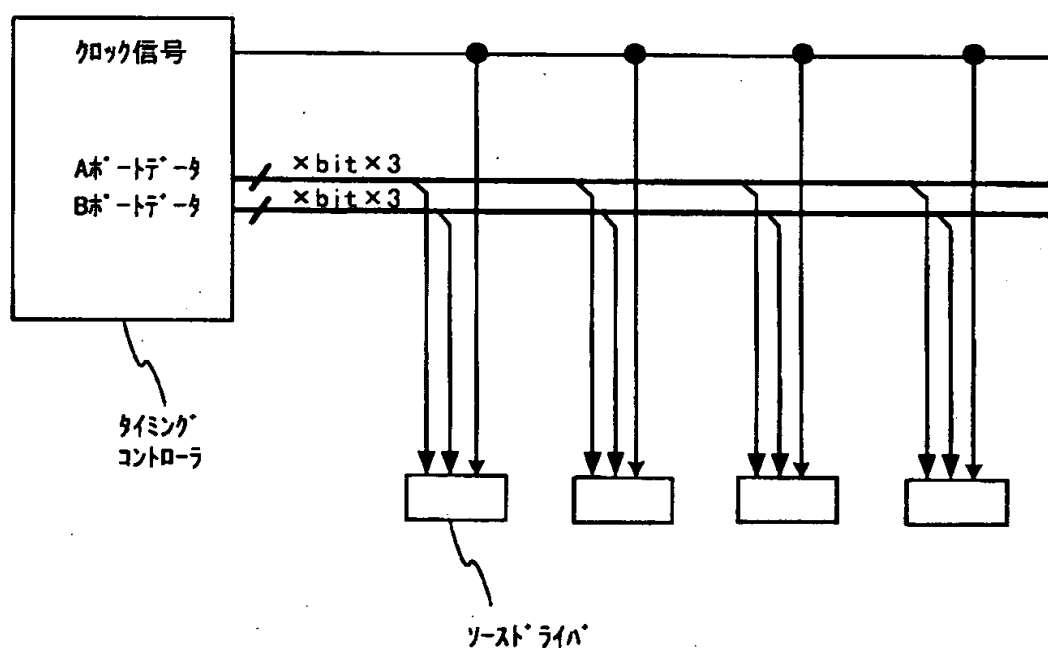 クロック信号
Aポートデータ
×bit×3
Bポートデータ
×bit×3
タイミング
コントローラ
ソースドライバ